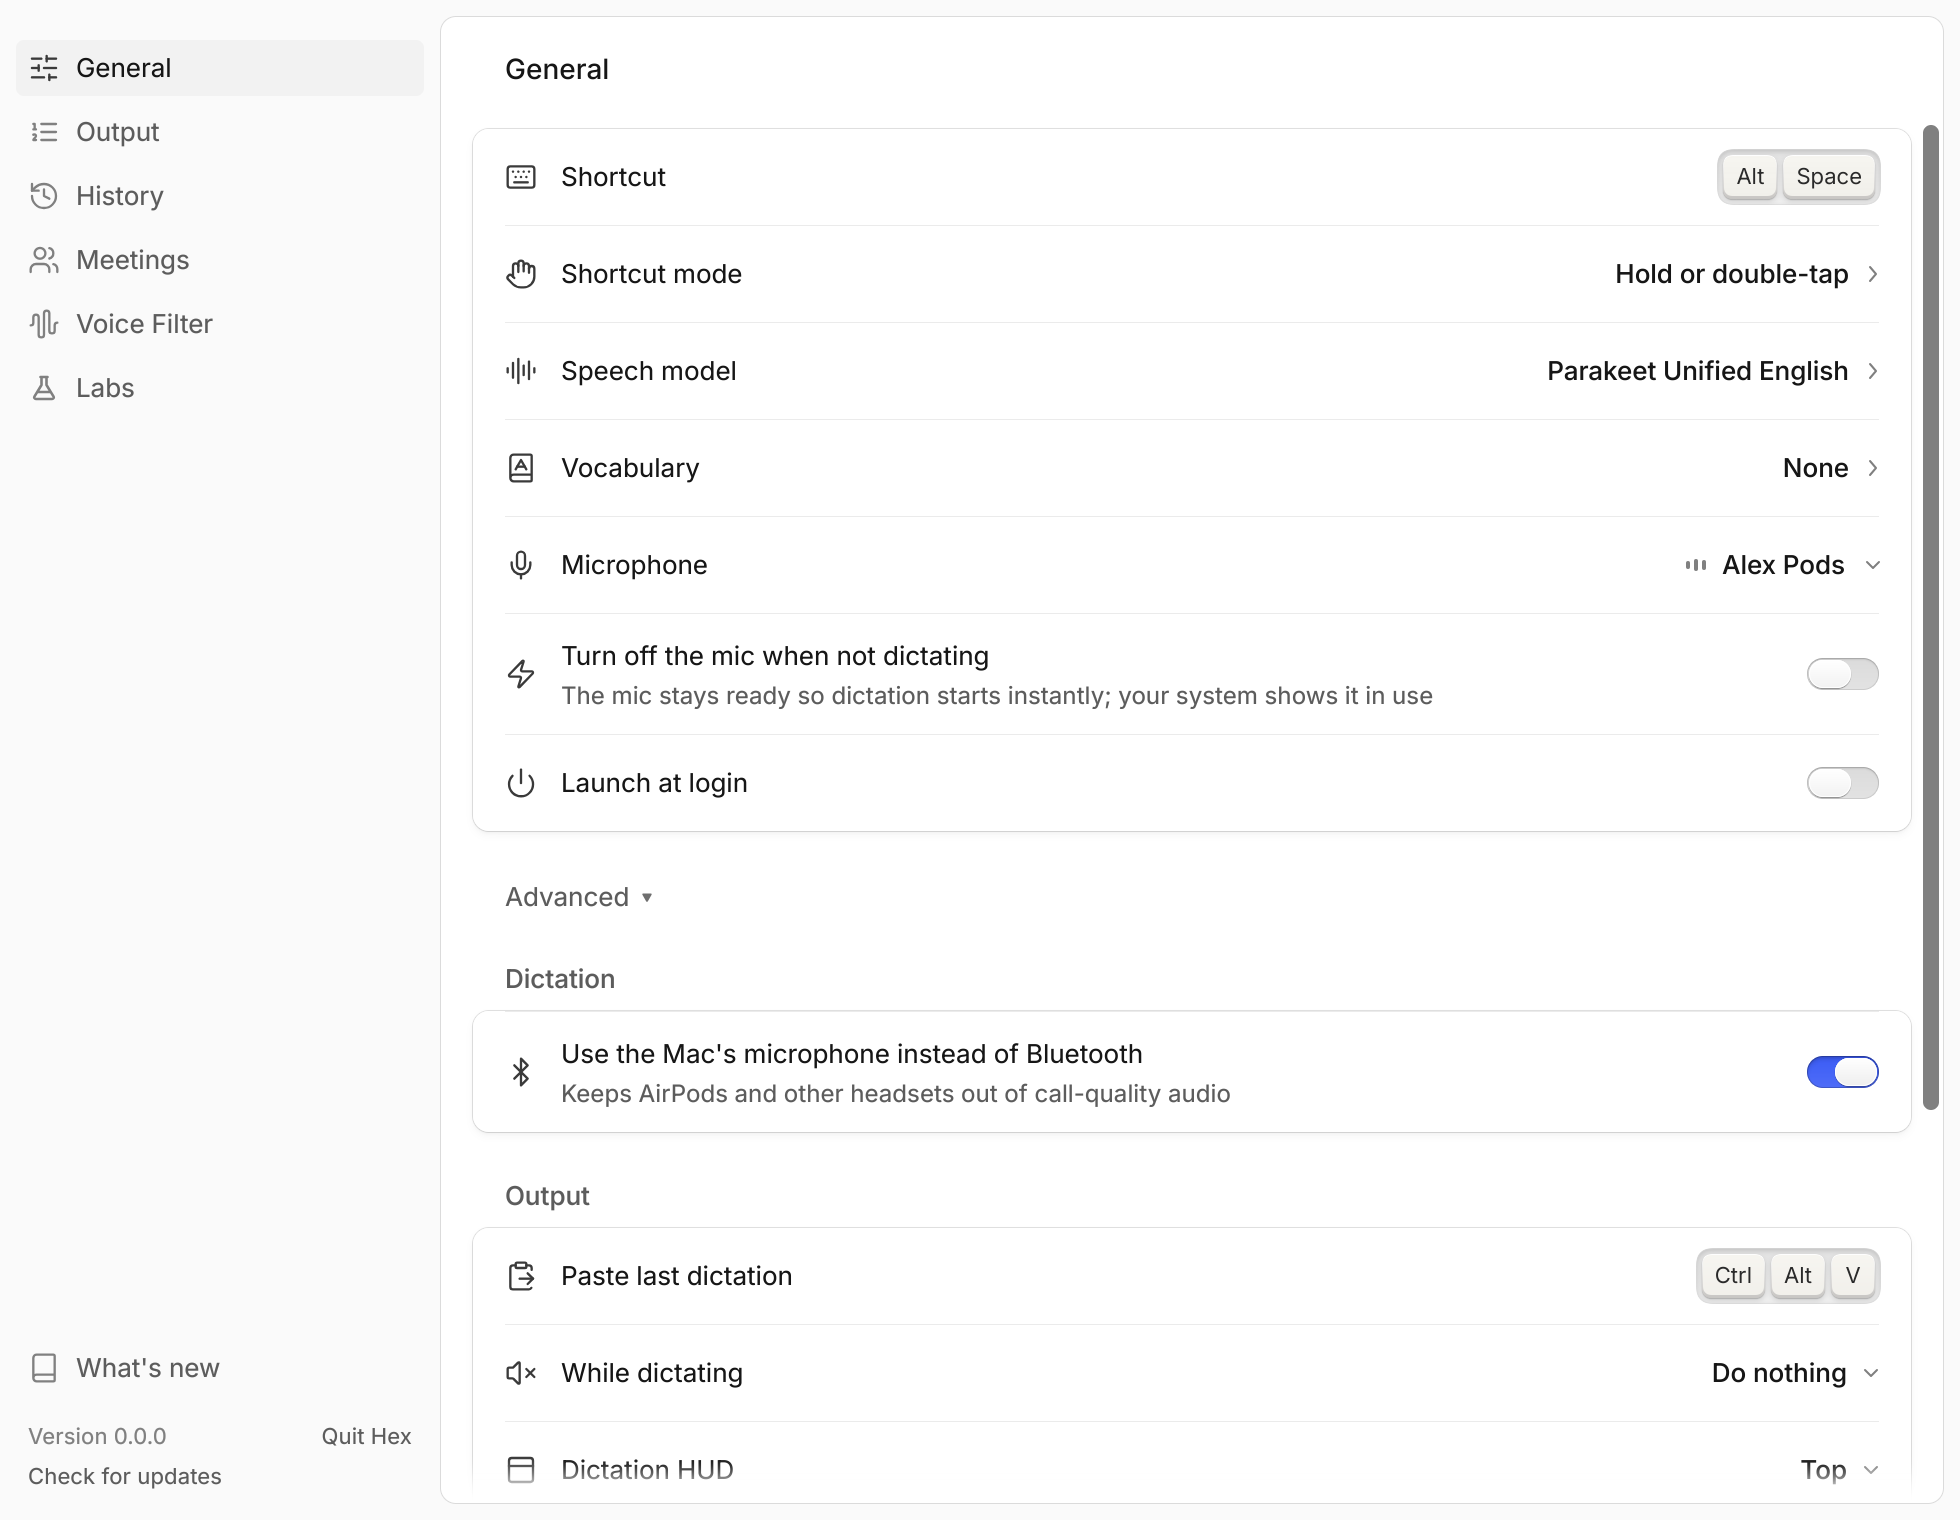 General
Output
History
Meetings
Voice Filter
Labs
What's new
Version 0.0.0
Quit Hex
Check for updates
General
Shortcut
Alt Space
Shortcut mode
Hold or double-tap
Speech model
Parakeet Unified English
Vocabulary
None
Microphone
Alex Pods
Turn off the mic when not dictating
The mic stays ready so dictation starts instantly; your system shows it in use
Launch at login
Advanced
Dictation
Use the Mac's microphone instead of Bluetooth
Keeps AirPods and other headsets out of call-quality audio
Output
Paste last dictation
Ctrl Alt V
While dictating
Do nothing
Dictation HUD
Top